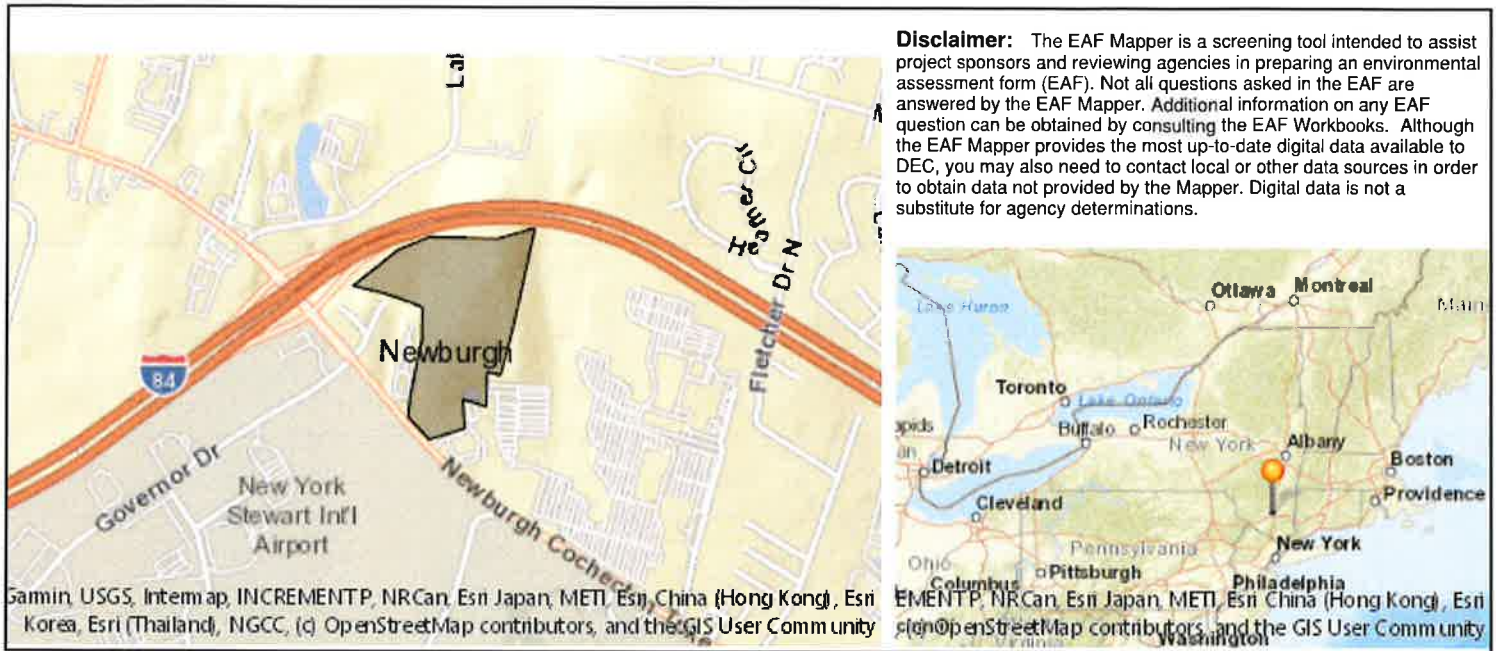 Disclaimer: The EAF Mapper is a screening tool intended to assist
project sponsors and reviewing agencies in preparing an environmental
assessment form (EAF). Not all questions asked in the EAF are
answered by the EAF Mapper. Additional information on any EAF
question can be obtained by consulting the EAF Workbooks. Although
the EAF Mapper provides the most up-to-date digital data available to
DEC, you may also need to contact local or other data sources in order
to obtain data not provided by the Mapper. Digital data is not a
substitute for agency determinations.
Fletcher Dr N
Newburgh
84
Governor Dr
New York
Stewart Int'l
Airport
Newburgh Cochect
Garmin, USGS, Intermap, INCREMENT P, NRCan, Esri Japan, METI, Esri China (Hong Kong), Esri
Korea, Esri (Thailand), NGCC, (c) OpenStreetMap contributors, and the GIS User Community
Lake Huron
Ottawa
Montreal
Main
Toronto
Lake Ontario
apids
Buffalo
Rochester
New York
Albany
Detroit
Boston
Providence
Cleveland
New York
Pennsylvania
Ohio
Columbus
Pittsburgh
Philadelphia
EMENT P, NRCan, Esri Japan, METI, Esri China (Hong Kong), Esri
OpenStreetMap contributors, and the GIS User Community
Washington